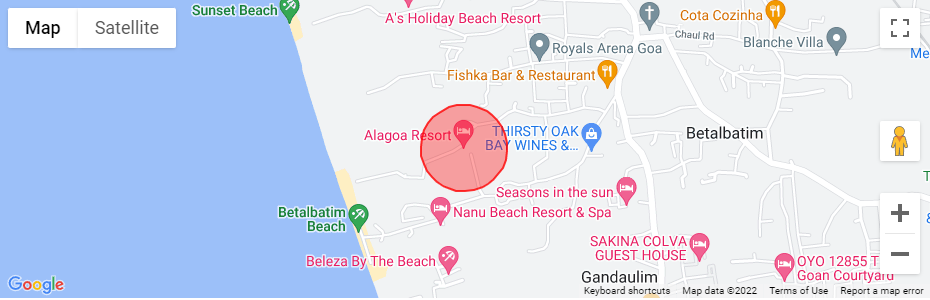 Sunset Beach
A's Holiday Beach Resort
Cota Cozinha
Map
Satellite
Chaul Rd
Royals Arena Goa
Blanche Villa
Me
Fishka Bar & Restaurant
Alagoa Resort
THIRSTY OAK
BAY WINES &...
Betalbatim
T
Seasons in the sun
Betalbatim
Beach
Nanu Beach Resort & Spa
SAKINA COLVA
GUEST HOUSE
Beleza By The Beach
OYO 12855 T
Goan Courtyard
Gandaulim
Google
Keyboard shortcuts
Map data ©2022
Terms of Use
Report a map error